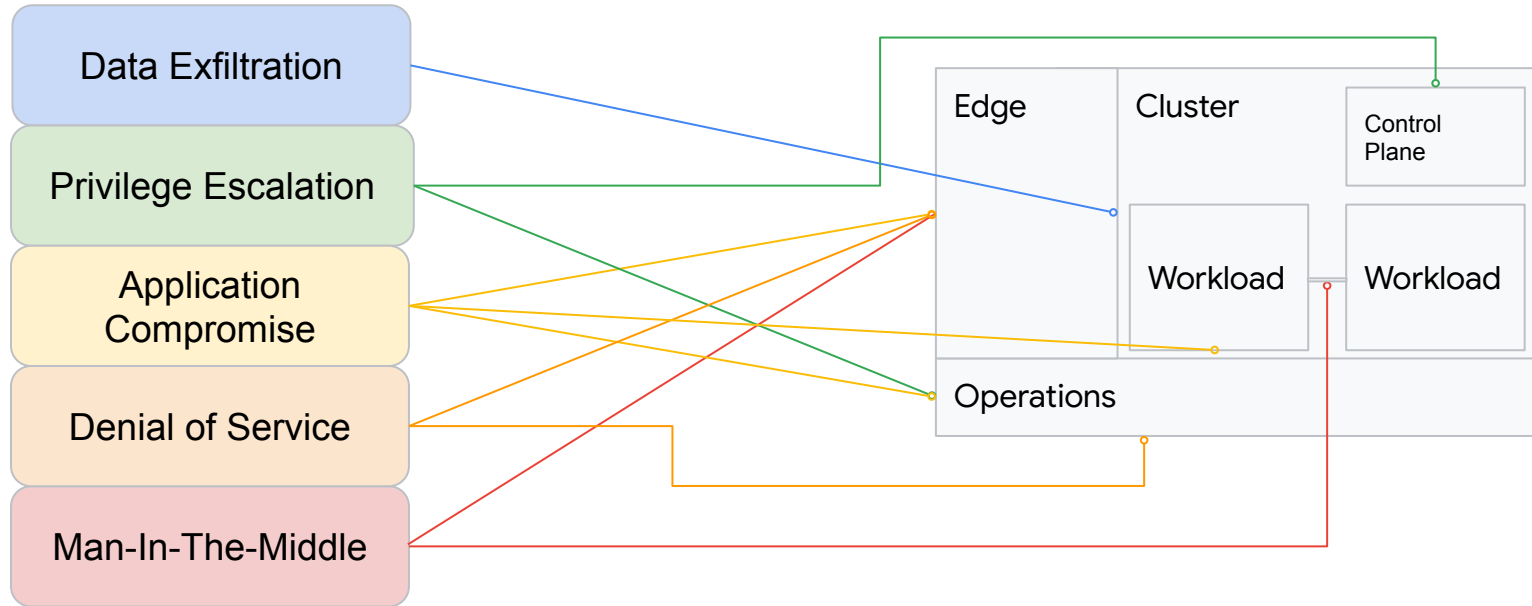 Data Exfiltration
Privilege Escalation
Application
Compromise
Denial of Service
Man-In-The-Middle
Edge
Cluster
Control
Plane
Workload
Workload
Operations